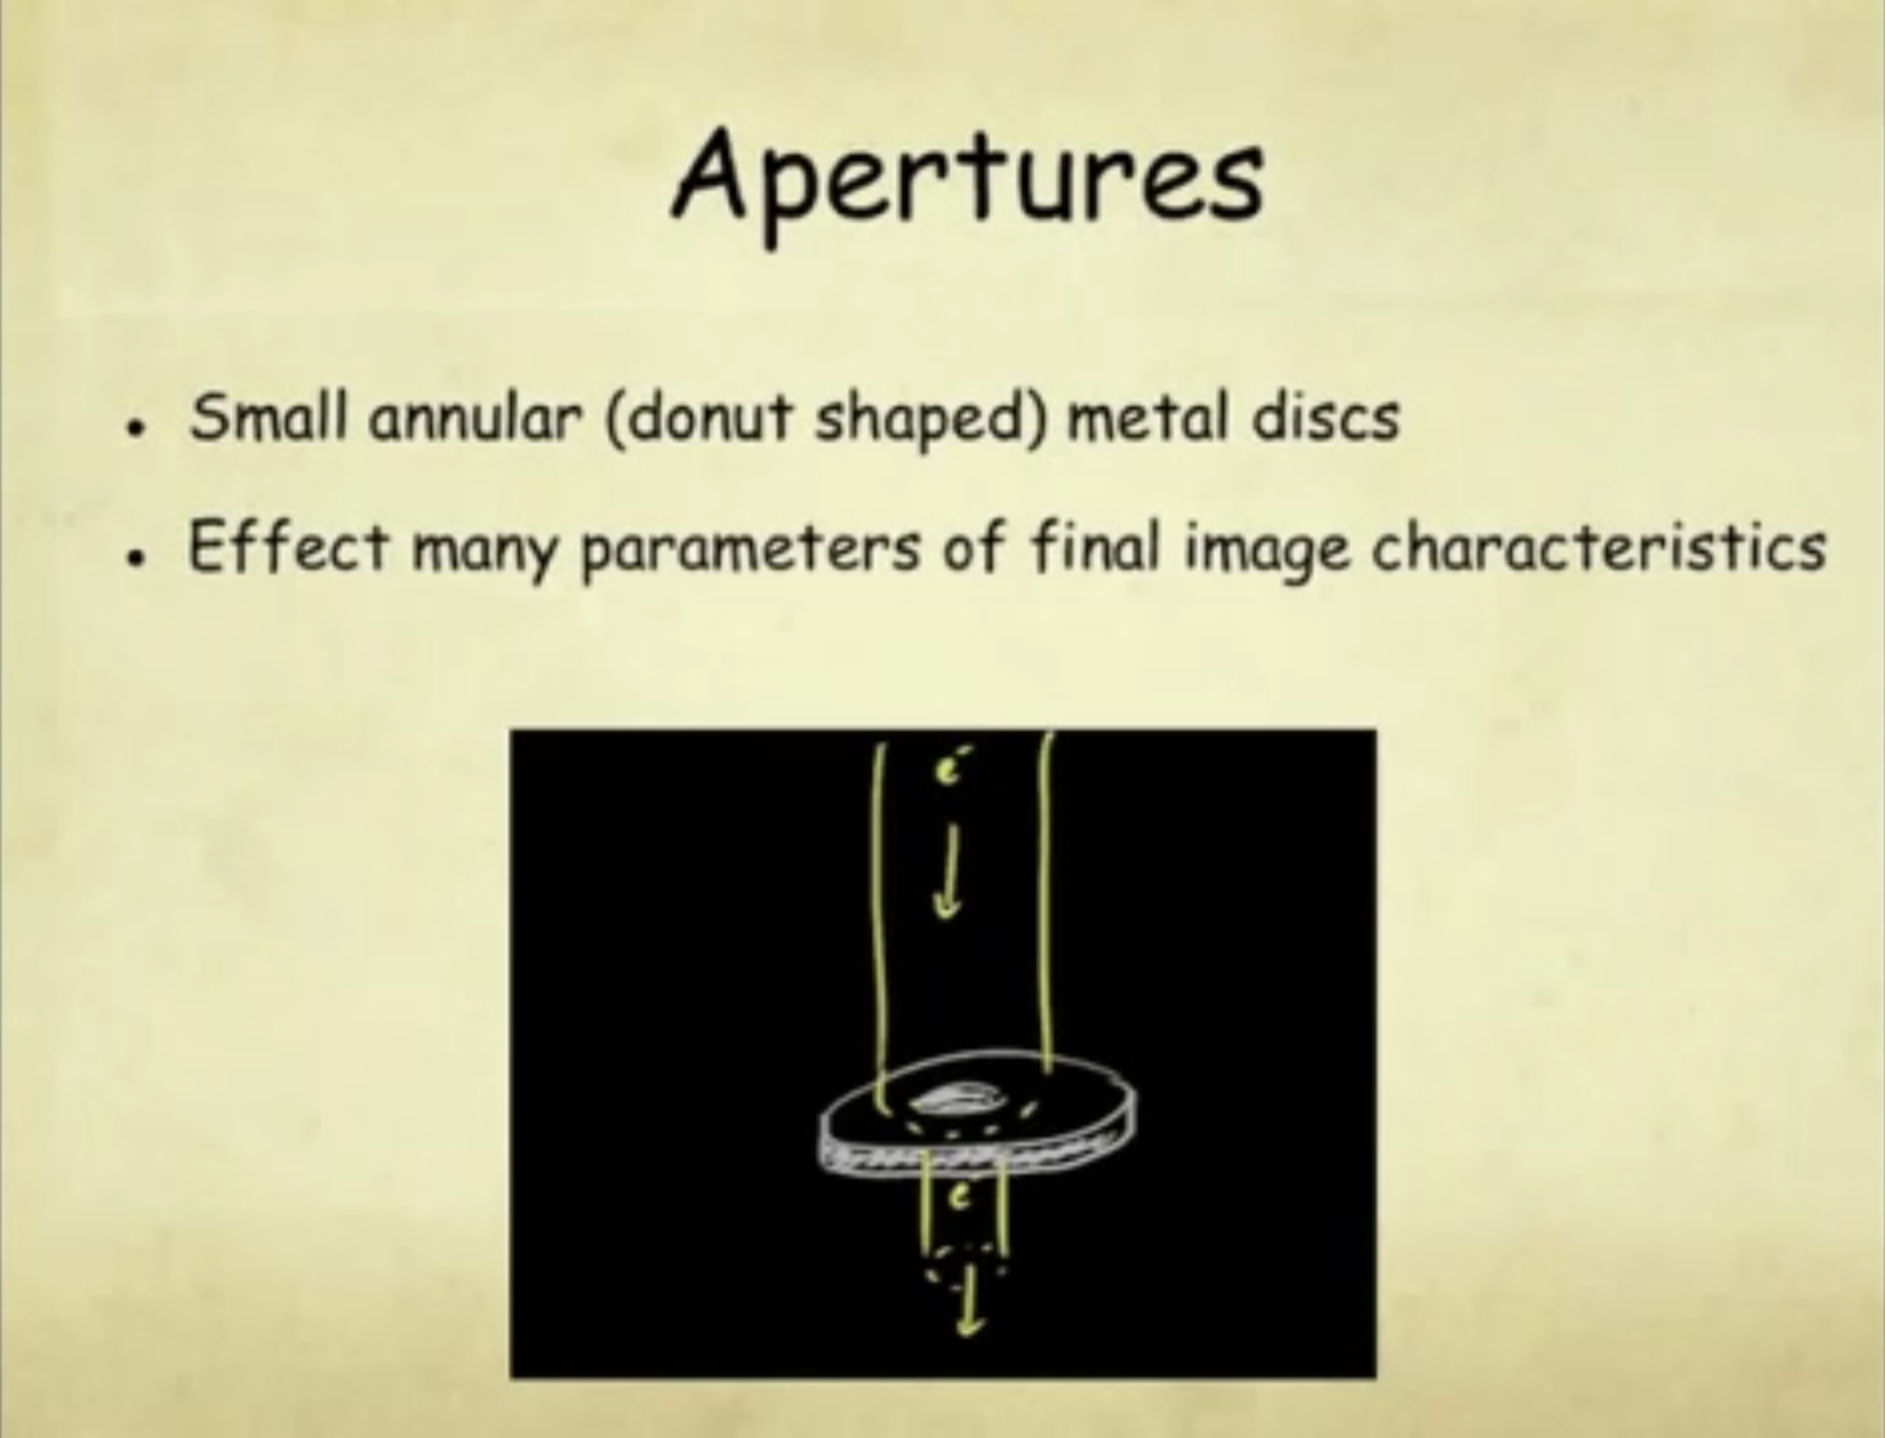 Apertures
• Small annular (donut shaped) metal discs
• Effect many parameters of final image characteristics
e⁻
e⁻